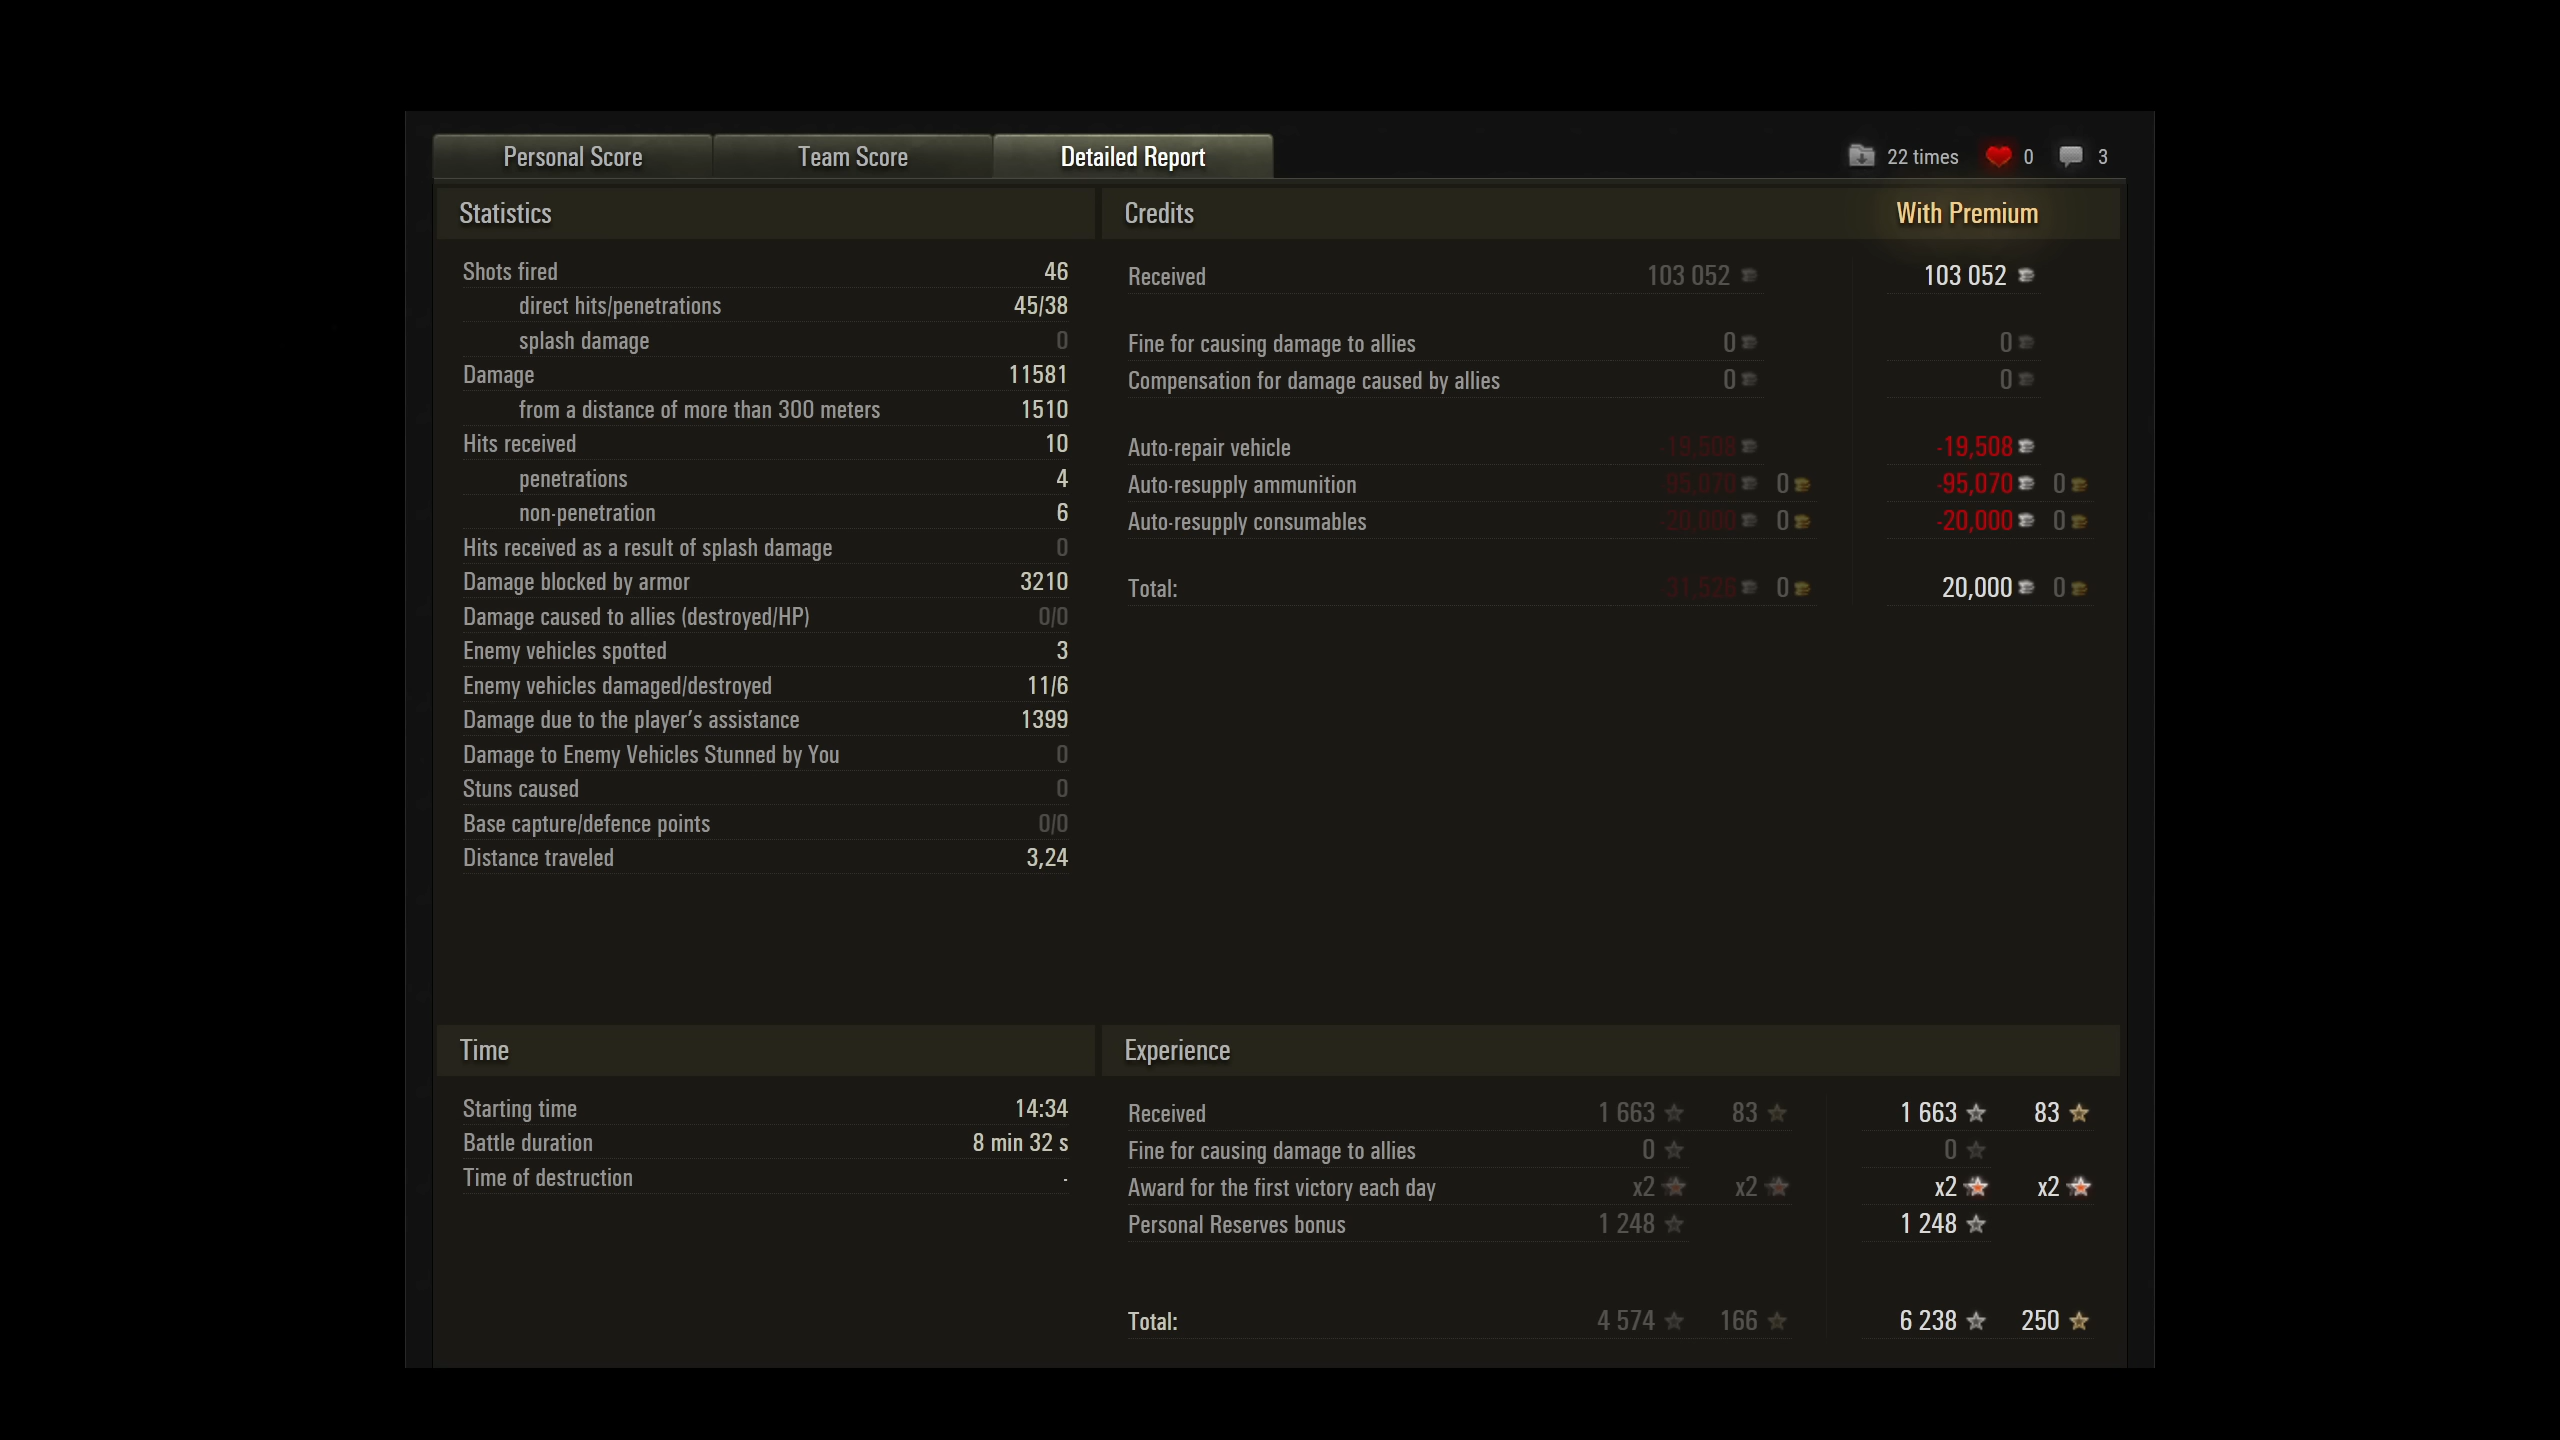 Personal Score Team Score Detailed Report 22 times 0 3
Statistics
Shots fired 46
direct hits/penetrations 45/38
splash damage 0
Damage 11581
from a distance of more than 300 meters 1510
Hits received 10
penetrations 4
non-penetration 6
Hits received as a result of splash damage 0
Damage blocked by armor 3210
Damage caused to allies (destroyed/HP) 0/0
Enemy vehicles spotted 3
Enemy vehicles damaged/destroyed 11/6
Damage due to the player's assistance 1399
Damage to Enemy Vehicles Stunned by You 0
Stuns caused 0
Base capture/defence points 0/0
Distance traveled 3,24
Credits With Premium
Received 103 052 103 052
Fine for causing damage to allies 0 0
Compensation for damage caused by allies 0 0
Auto-repair vehicle -19,508 -19,508
Auto-resupply ammunition -95,070 0 -95,070 0
Auto-resupply consumables -20,000 0 -20,000 0
Total: -31,526 0 20,000 0
Time
Starting time 14:34
Battle duration 8 min 32 s
Time of destruction -
Experience
Received 1 663 83 1 663 83
Fine for causing damage to allies 0 0
Award for the first victory each day x2 x2 x2 x2
Personal Reserves bonus 1 248 1 248
Total: 4 574 166 6 238 250